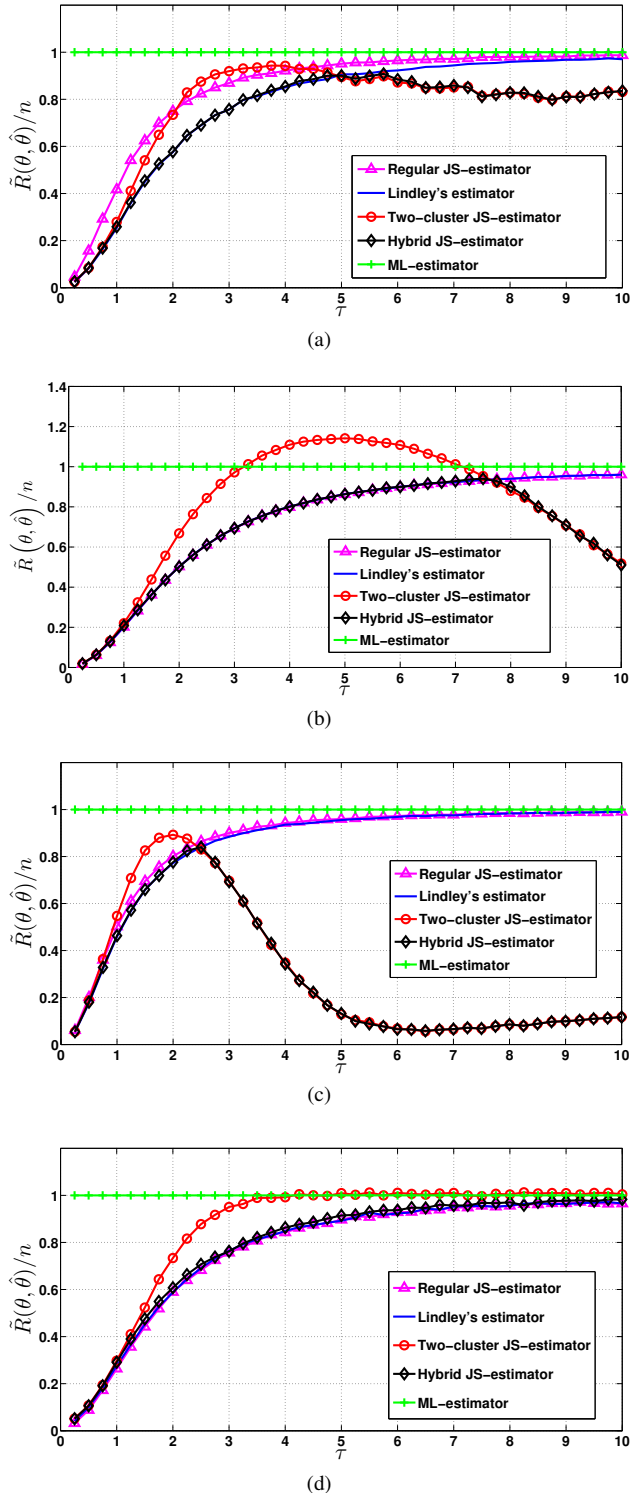 R̃(θ, θ̂)/n
1
0.8
0.6
0.4
0.2
0
0 1 2 3 4 5 6 7 8 9 10
τ
Regular JS−estimator
Lindley's estimator
Two−cluster JS−estimator
Hybrid JS−estimator
ML−estimator
(a)
R̃ (θ, θ̂) /n
1.4
1.2
1
0.8
0.6
0.4
0.2
0
0 1 2 3 4 5 6 7 8 9 10
τ
Regular JS−estimator
Lindley's estimator
Two−cluster JS−estimator
Hybrid JS−estimator
ML−estimator
(b)
R̃(θ, θ̂)/n
1
0.8
0.6
0.4
0.2
0
0 1 2 3 4 5 6 7 8 9 10
τ
Regular JS−estimator
Lindley's estimator
Two−cluster JS−estimator
Hybrid JS−estimator
ML−estimator
(c)
R̃(θ, θ̂)/n
1
0.8
0.6
0.4
0.2
0
0 1 2 3 4 5 6 7 8 9 10
τ
Regular JS−estimator
Lindley's estimator
Two−cluster JS−estimator
Hybrid JS−estimator
ML−estimator
(d)